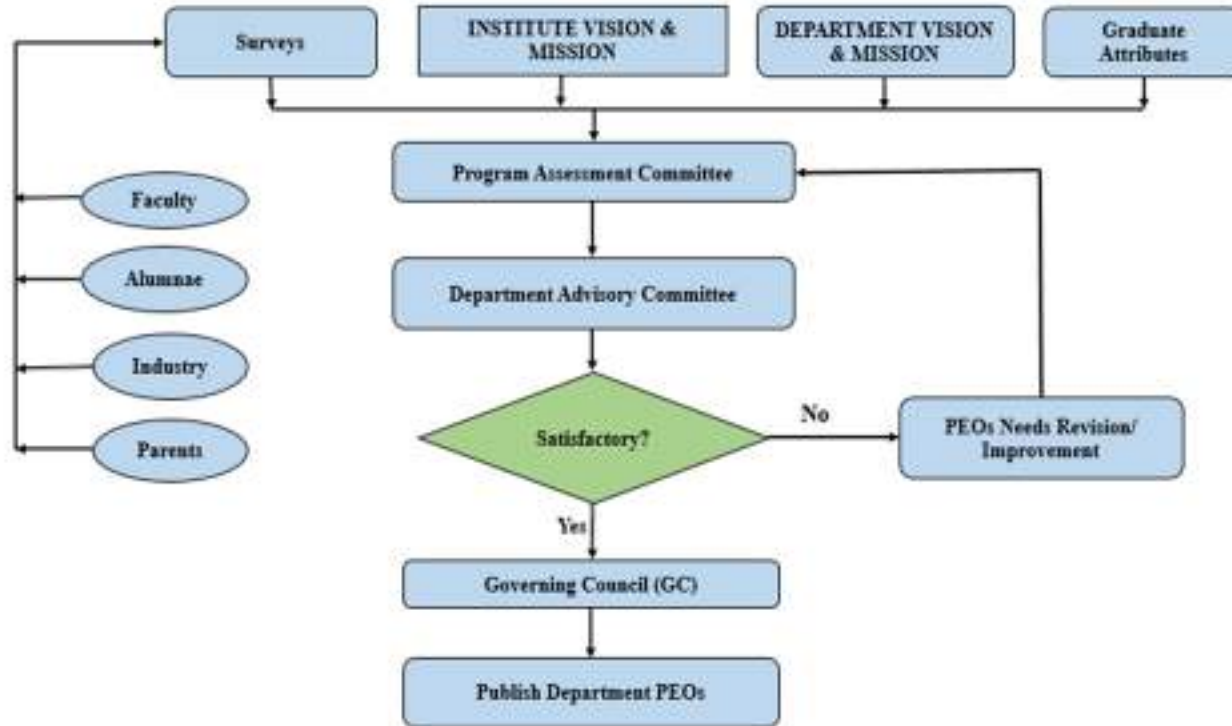 Surveys
INSTITUTE VISION &
MISSION
DEPARTMENT VISION
& MISSION
Graduate
Attributes
Program Assessment Committee
Faculty
Alumnae
Department Advisory Committee
Industry
Parents
Satisfactory?
No
PEOs Needs Revision/
Improvement
Yes
Governing Council (GC)
Publish Department PEOs